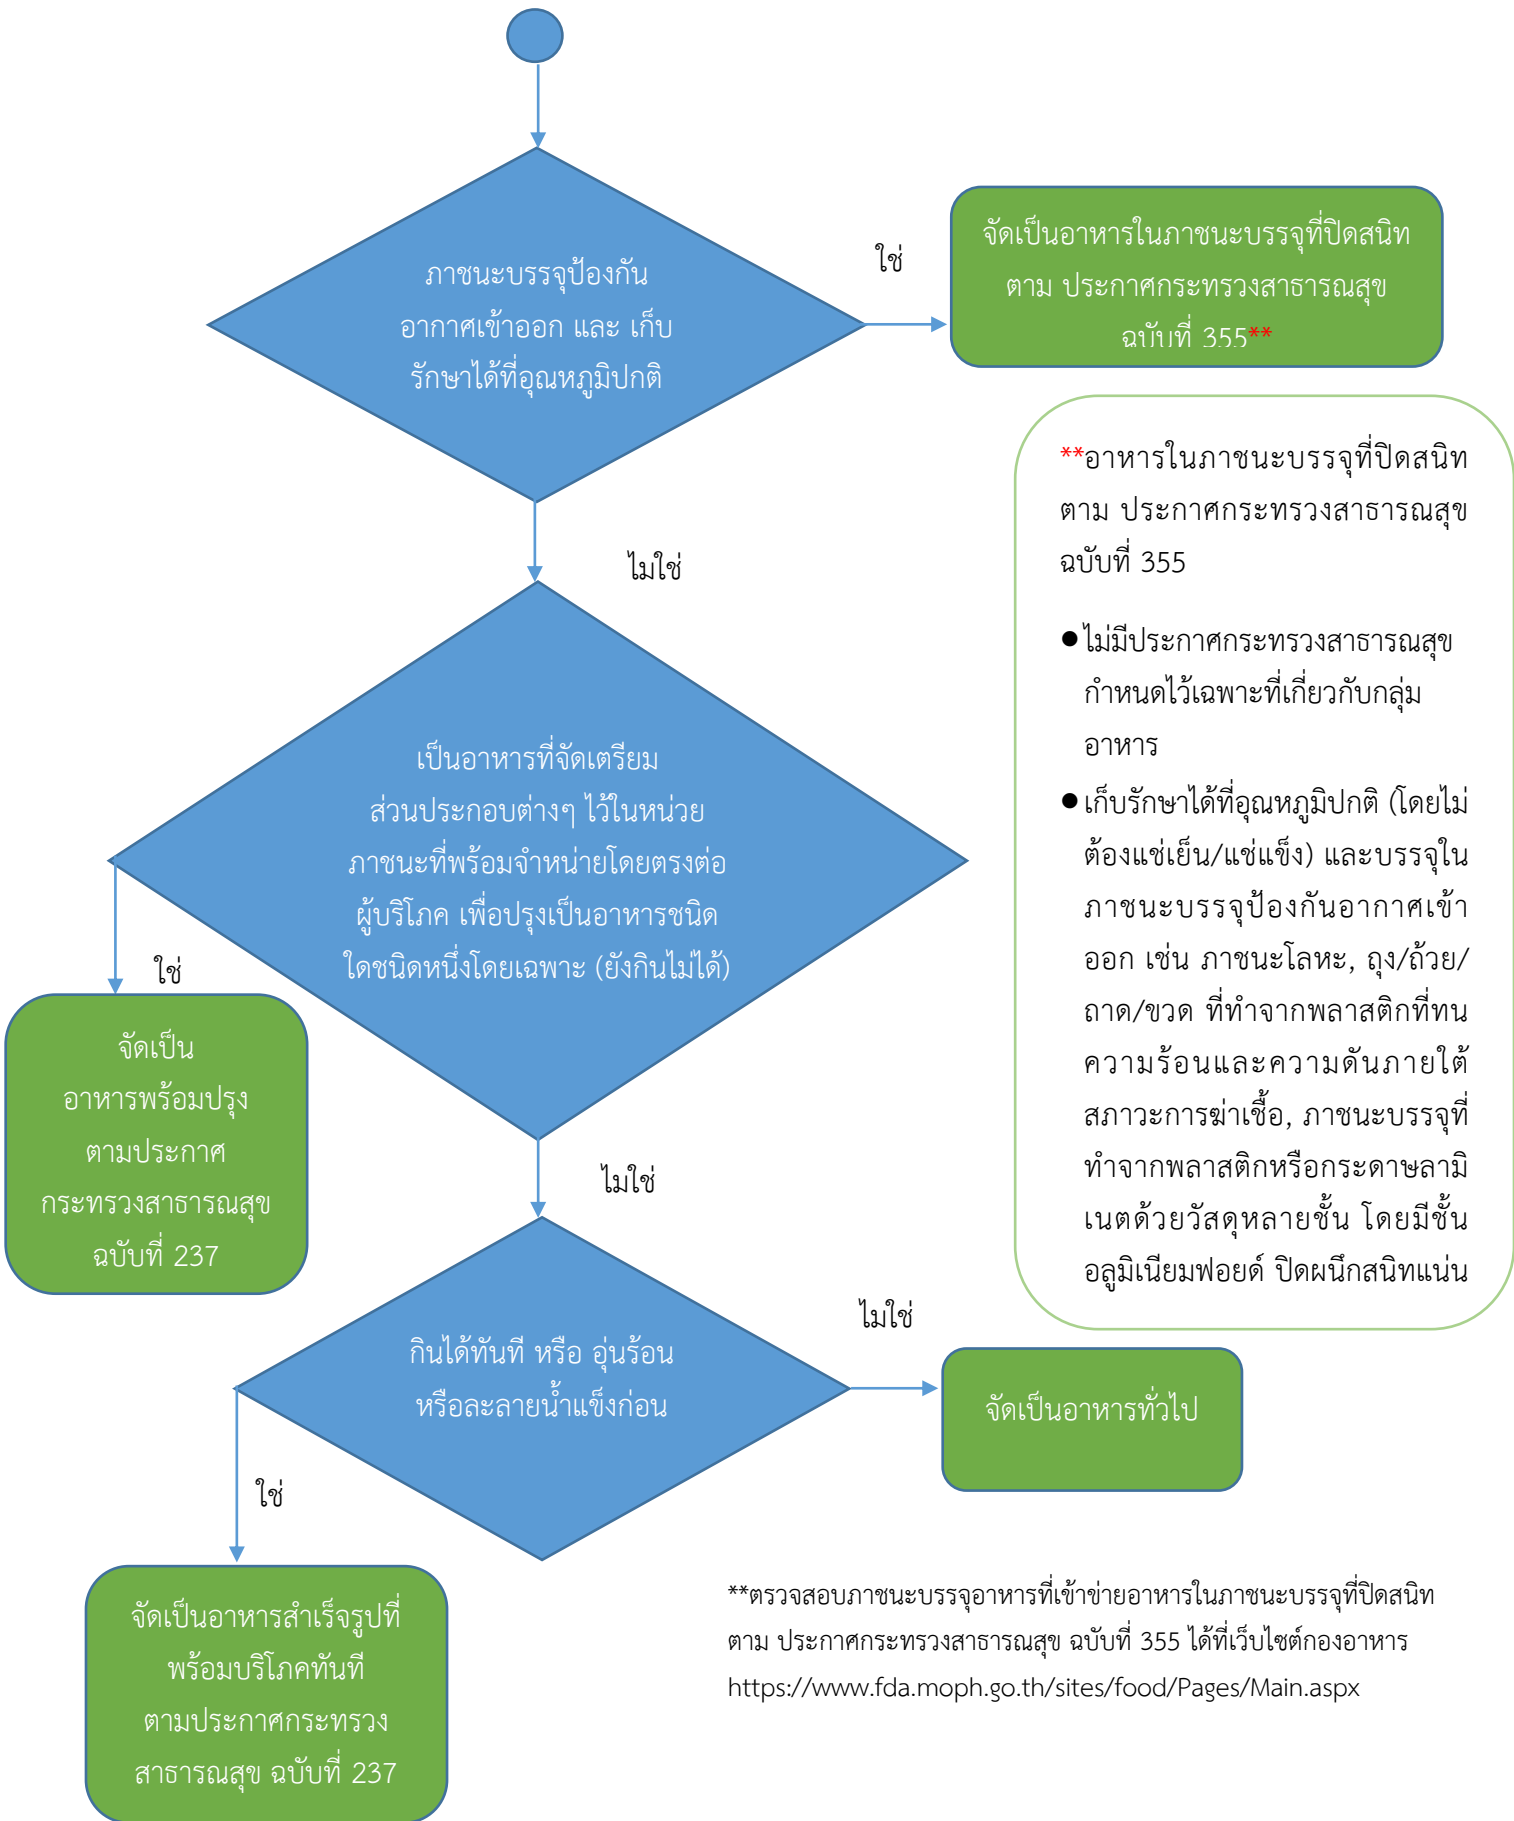 ภาชนะบรรจุป้องกัน
อากาศเข้าออก และ เก็บ
รักษาได้ที่อุณหภูมิปกติ
ใช่
จัดเป็นอาหารในภาชนะบรรจุที่ปิดสนิท
ตาม ประกาศกระทรวงสาธารณสุข
ฉบับที่ 355**
**อาหารในภาชนะบรรจุที่ปิดสนิท
ตาม ประกาศกระทรวงสาธารณสุข
ฉบับที่ 355
●ไม่มีประกาศกระทรวงสาธารณสุข
กำหนดไว้เฉพาะที่เกี่ยวกับกลุ่ม
อาหาร
●เก็บรักษาได้ที่อุณหภูมิปกติ (โดยไม่
ต้องแช่เย็น/แช่แข็ง) และบรรจุใน
ภาชนะบรรจุป้องกันอากาศเข้า
ออก เช่น ภาชนะโลหะ, ถุง/ถ้วย/
ถาด/ขวด ที่ทำจากพลาสติกที่ทน
ความร้อนและความดันภายใต้
สภาวะการฆ่าเชื้อ, ภาชนะบรรจุที่
ทำจากพลาสติกหรือกระดาษลามิ
เนตด้วยวัสดุหลายชั้น โดยมีชั้น
อลูมิเนียมฟอยด์ ปิดผนึกสนิทแน่น
ไมใช่
เป็นอาหารที่จัดเตรียม
ส่วนประกอบต่างๆ ไว้ในหน่วย
ภาชนะที่พร้อมจำหน่ายโดยตรงต่อ
ผู้บริโภค เพื่อปรุงเป็นอาหารชนิด
ใดชนิดหนึ่งโดยเฉพาะ (ยังกินไม่ได้)
ใช่
จัดเป็น
อาหารพร้อมปรุง
ตามประกาศ
กระทรวงสาธารณสุข
ฉบับที่ 237
ไมใช่
กินได้ทันที หรือ อุ่นร้อน
หรือละลายน้ำแข็งก่อน
ไมใช่
จัดเป็นอาหารทั่วไป
ใช่
จัดเป็นอาหารสำเร็จรูปที่
พร้อมบริโภคทันที
ตามประกาศกระทรวง
สาธารณสุข ฉบับที่ 237
**ตรวจสอบภาชนะบรรจุอาหารที่เข้าข่ายอาหารในภาชนะบรรจุที่ปิดสนิท
ตาม ประกาศกระทรวงสาธารณสุข ฉบับที่ 355 ได้ที่เว็บไซต์กองอาหาร
https://www.fda.moph.go.th/sites/food/Pages/Main.aspx